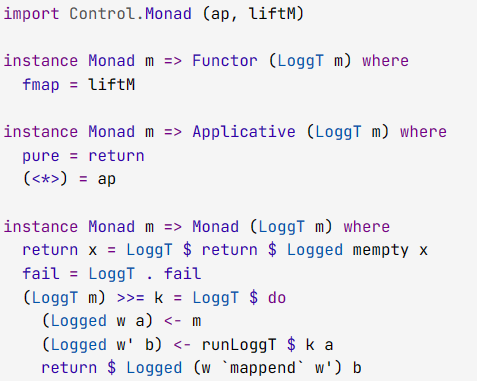 import Control.Monad (ap, liftM)
instance Monad m => Functor (LoggT m) where
  fmap = liftM
instance Monad m => Applicative (LoggT m) where
  pure = return
  (<*>) = ap
instance Monad m => Monad (LoggT m) where
  return x = LoggT $ return $ Logged mempty x
  fail = LoggT . fail
  (LoggT m) >>= k = LoggT $ do
    (Logged w a) <- m
    (Logged w' b) <- runLoggT $ k a
    return $ Logged (w `mappend` w') b